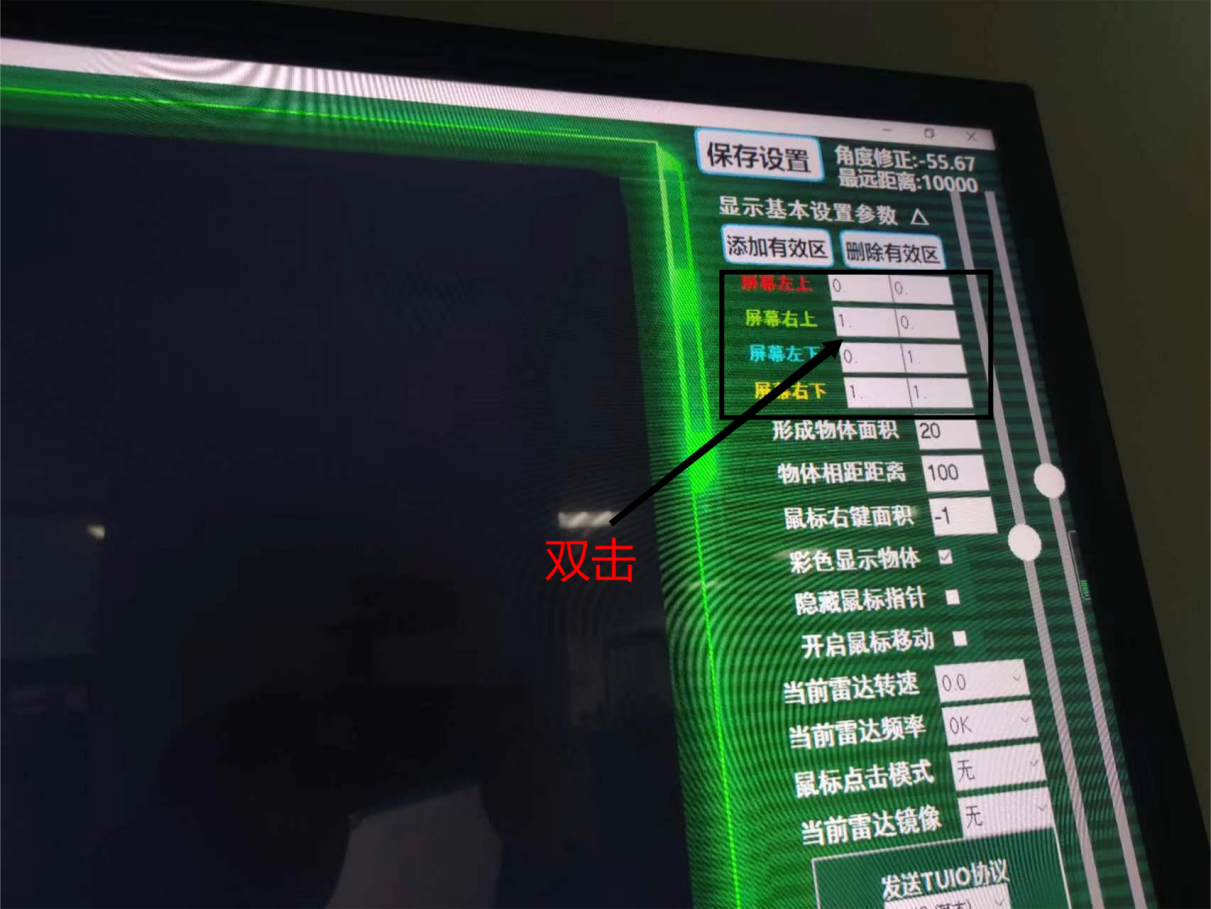 保存设置
角度修正:-55.67
最远距离:10000
显示基本设置参数 △
添加有效区 删除有效区
屏幕左上 0. 0.
屏幕右上 1. 0.
屏幕左下 0. 1.
屏幕右下 1. 1.
形成物体面积 20
物体相距距离 100
鼠标右键面积 -1
双击
彩色显示物体
隐藏鼠标指针
开启鼠标移动
当前雷达转速 0.0
当前雷达频率 0K
鼠标点击模式 无
当前雷达镜像 无
发送TUIO协议